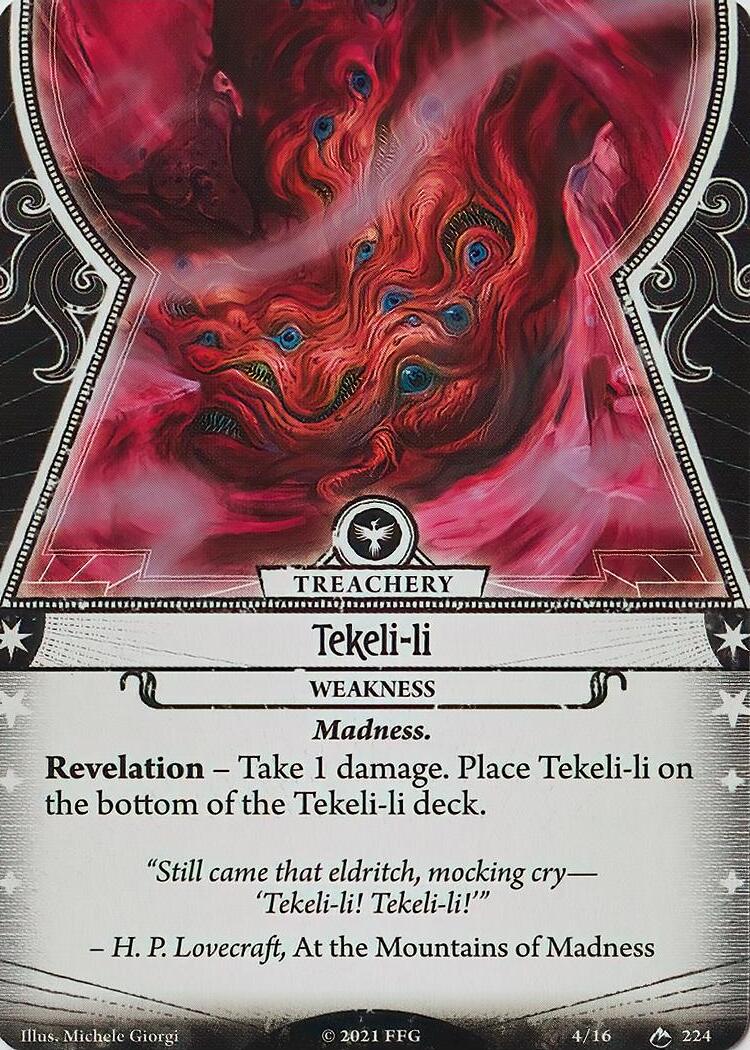 TREACHERY
Tekeli-li
WEAKNESS
Madness.
Revelation – Take 1 damage. Place Tekeli-li on
the bottom of the Tekeli-li deck.
“Still came that eldritch, mocking cry—
‘Tekeli-li! Tekeli-li!’”
– H. P. Lovecraft, At the Mountains of Madness
Illus. Michele Giorgi © 2021 FFG 4/16 224